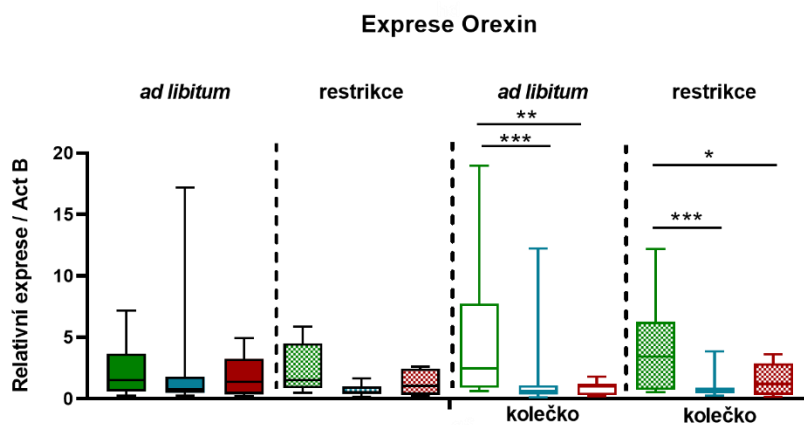 Exprese Orexin
ad libitum restrikce ad libitum restrikce
**
***
*
***
Relativní exprese / Act B
20
15
10
5
0
kolečko kolečko